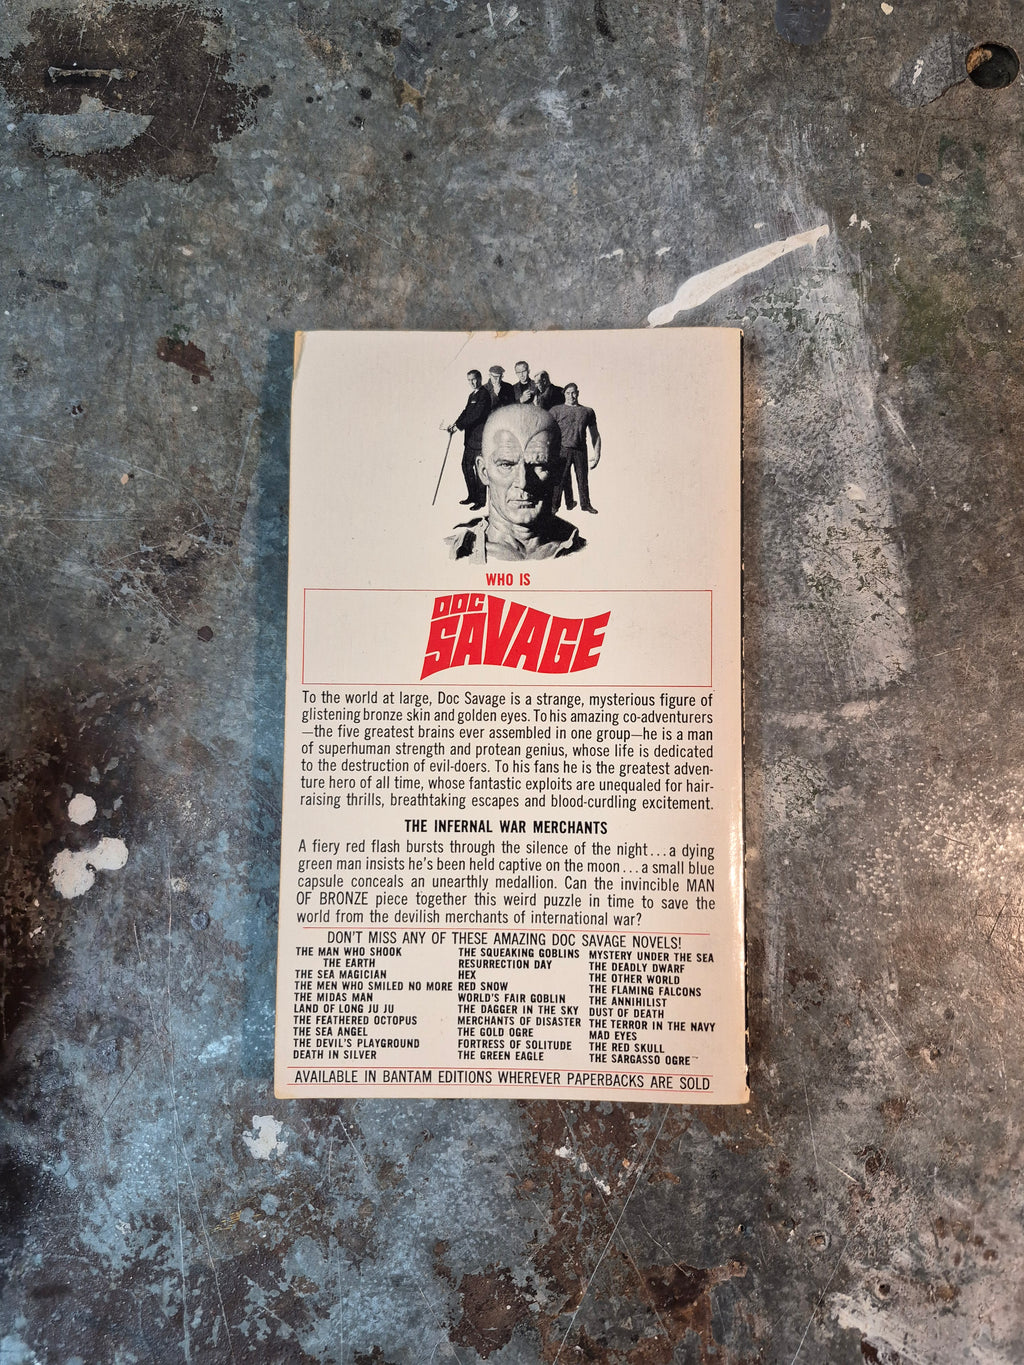 WHO IS
DOC
SAVAGE
To the world at large, Doc Savage is a strange, mysterious figure of
glistening bronze skin and golden eyes. To his amazing co-adventurers
—the five greatest brains ever assembled in one group—he is a man
of superhuman strength and protean genius, whose life is dedicated
to the destruction of evil-doers. To his fans he is the greatest adven-
ture hero of all time, whose fantastic exploits are unequaled for hair-
raising thrills, breathtaking escapes and blood-curdling excitement.
THE INFERNAL WAR MERCHANTS
A fiery red flash bursts through the silence of the night...a dying
green man insists he's been held captive on the moon...a small blue
capsule conceals an unearthly medallion. Can the invincible MAN
OF BRONZE piece together this weird puzzle in time to save the
world from the devilish merchants of international war?
DON'T MISS ANY OF THESE AMAZING DOC SAVAGE NOVELS!
THE MAN WHO SHOOK
THE EARTH
THE SEA MAGICIAN
THE MEN WHO SMILED NO MORE
THE MIDAS MAN
LAND OF LONG JU JU
THE FEATHERED OCTOPUS
THE SEA ANGEL
THE DEVIL'S PLAYGROUND
DEATH IN SILVER
THE SQUEAKING GOBLINS
RESURRECTION DAY
HEX
RED SNOW
WORLD'S FAIR GOBLIN
THE DAGGER IN THE SKY
MERCHANTS OF DISASTER
THE GOLD OGRE
FORTRESS OF SOLITUDE
THE GREEN EAGLE
MYSTERY UNDER THE SEA
THE DEADLY DWARF
THE OTHER WORLD
THE FLAMING FALCONS
THE ANNIHILIST
DUST OF DEATH
THE TERROR IN THE NAVY
MAD EYES
THE RED SKULL
THE SARGASSO OGRE™
AVAILABLE IN BANTAM EDITIONS WHEREVER PAPERBACKS ARE SOLD